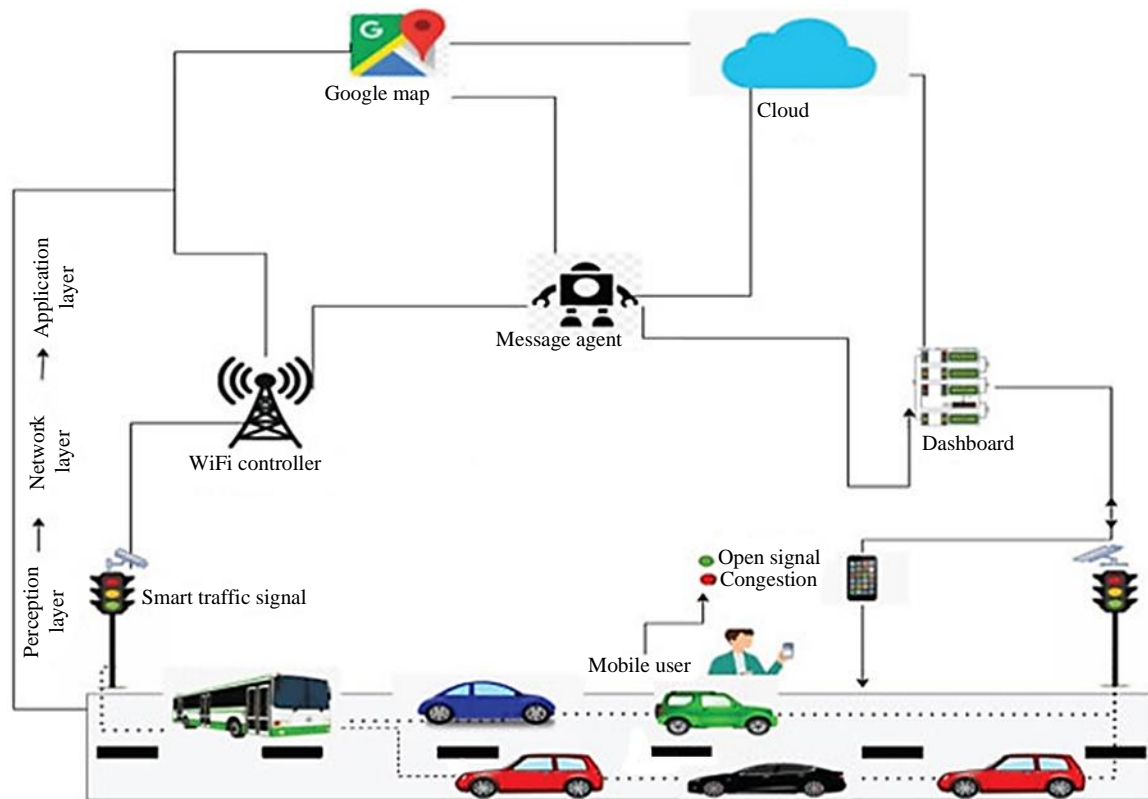 G
Google map
Cloud
Message agent
WiFi controller
Dashboard
Application
layer
Network
layer
Perception
layer
Smart traffic signal
Open signal
Congestion
Mobile user